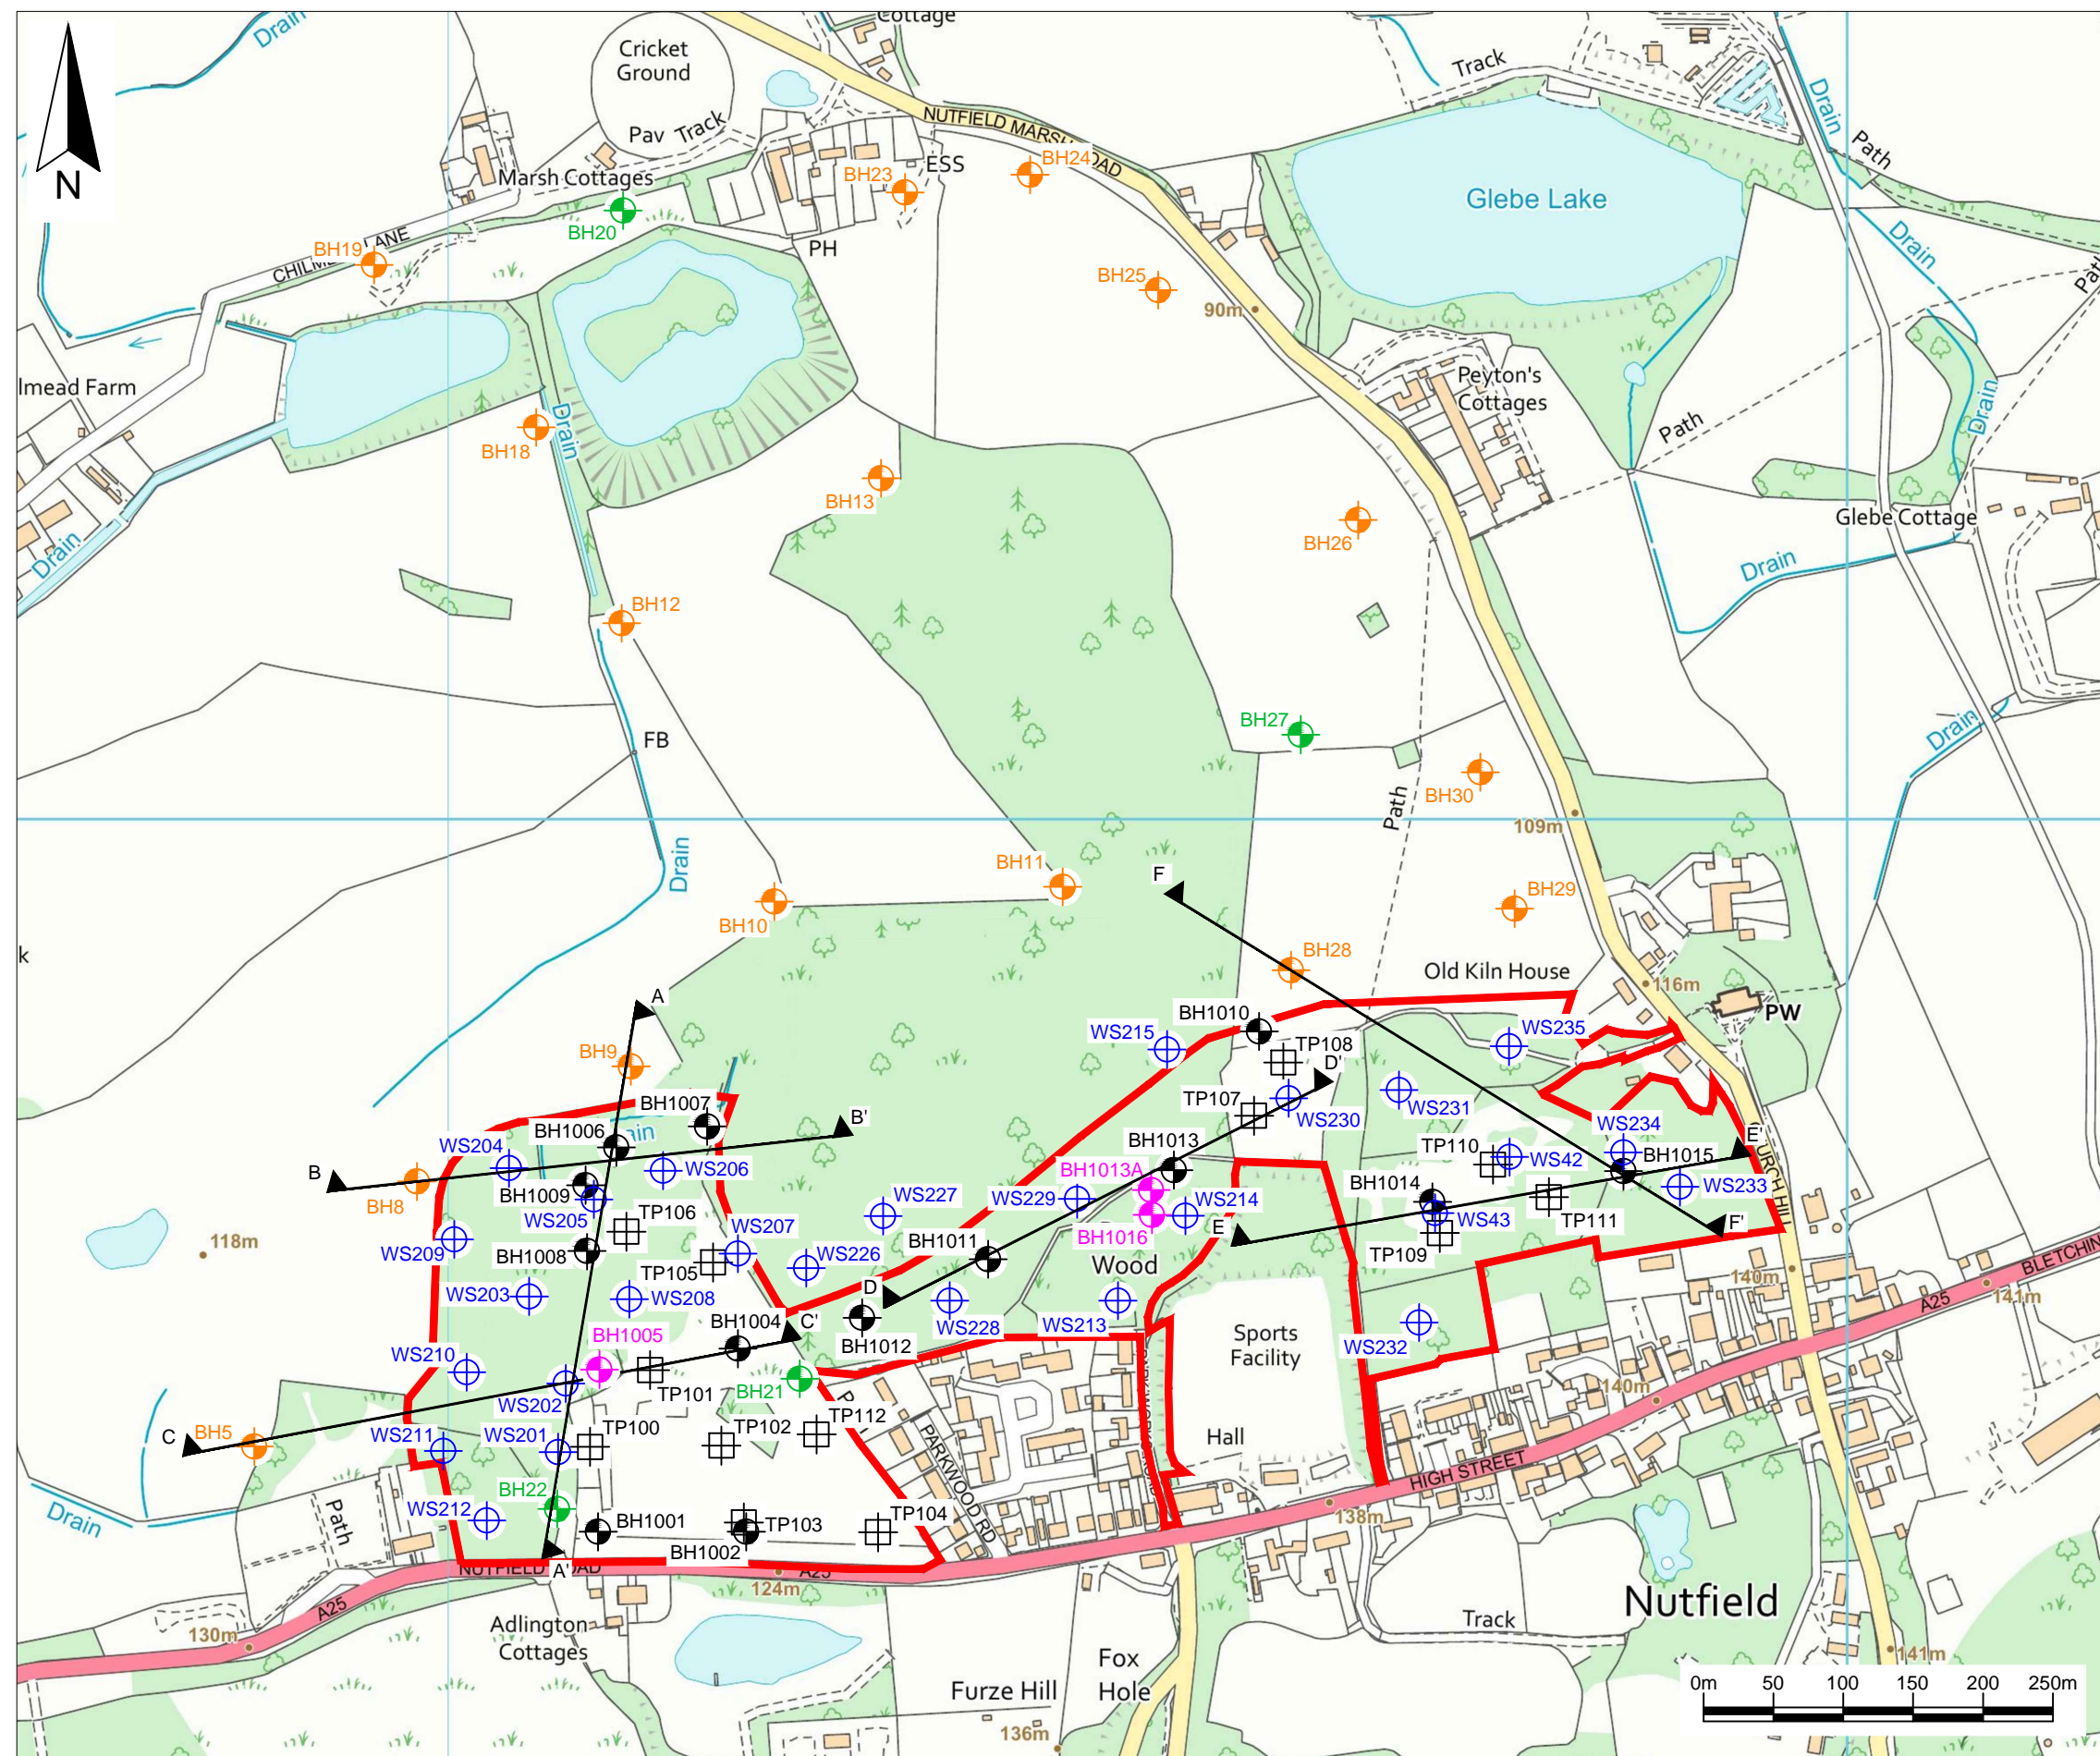 Cottage
Drain
Cricket
Ground
Track
Drain
N
Pav Track
NUTFIELD MARSH ROAD
Path
ESS
BH24
BH23
Marsh Cottages
Glebe Lake
BH20
Drain
PH
BH19
LANE
BH25
90m
lmead Farm
Peyton's
Cottages
Drain
BH18
Path
Drain
BH13
BH26
Glebe Cottage
Drain
Drain
BH12
BH27
FB
Drain
BH30
Path
109m
Drain
BH11
F
BH29
BH10
k
BH28
Old Kiln House
116m
A
PW
BH1010
WS215
WS235
TP108
BH9
D'
BH1007
TP107
WS230
WS231
B'
BH1006
WS204
WS234
BH1013
TP110
E'
BH1015
B
WS206
BH1013A
WS42
BH8
BH1009
WS229
WS214
BH1014
WS233
WS227
WS205
TP106
WS207
E
WS43
TP111
F'
CHURCH HILL
118m
WS209
BH1008
BH1011
BH1016
TP109
WS226
TP105
Wood
140m
BLETCHIN
WS203
WS208
D
A25
141m
BH1004
C'
WS228
WS213
BH1005
BH1012
Sports
Facility
WS232
WS210
TP101
BH21
140m
WS202
TP112
C
BH5
WS211
WS201
TP100
TP102
Hall
PARKWOOD RD
HIGH STREET
BH22
Path
Drain
WS212
BH1001
TP103
TP104
138m
BH1002
NUTFIELD ROAD
A'
A25
124m
A25
Nutfield
Adlington
Cottages
Track
130m
Fox
Hole
141m
Furze Hill
0m 50 100 150 200 250m
136m